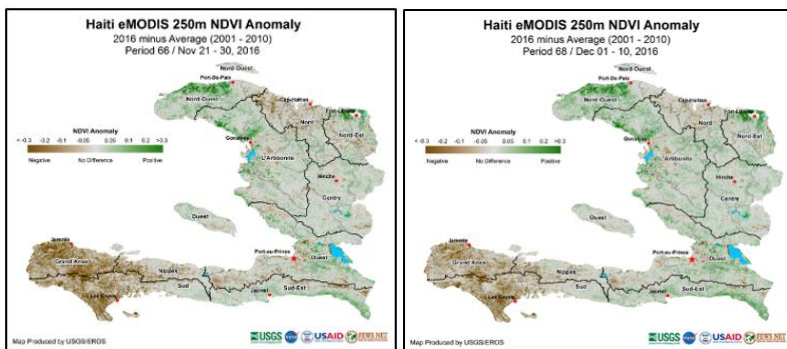 Haiti eMODIS 250m NDVI Anomaly
2016 minus Average (2001 - 2010)
Period 66 / Nov 21 - 30, 2016
Nord-Ouest
Port-De-Paix
Nord-Ouest
Cap-Haitien
Fort-Liberte
Nord
Nord-Est
NDVI Anomaly
< -0.3 -0.2 -0.1 -0.05 0.05 0.1 0.2 >0.3
Negative No Difference Positive
Gonaives
L'Artibonite
Hinche
Centre
Ouest
Port-au-Prince
Ouest
Jeremie
Grand'Anse
Nippes
Sud
Les Cayes
Jacmel
Sud-Est
Map Produced by USGS/EROS
USGS
NASA
USAID
FEWS NET
Haiti eMODIS 250m NDVI Anomaly
2016 minus Average (2001 - 2010)
Period 68 / Dec 01 - 10, 2016
Nord-Ouest
Port-De-Paix
Nord-Ouest
Cap-Haitien
Fort-Liberte
Nord
Nord-Est
NDVI Anomaly
< -0.3 -0.2 -0.1 -0.05 0.05 0.1 0.2 >0.3
Negative No Difference Positive
Gonaives
L'Artibonite
Hinche
Centre
Ouest
Port-au-Prince
Ouest
Jeremie
Grand'Anse
Nippes
Sud
Les Cayes
Jacmel
Sud-Est
Map Produced by USGS/EROS
USGS
NASA
USAID
FEWS NET